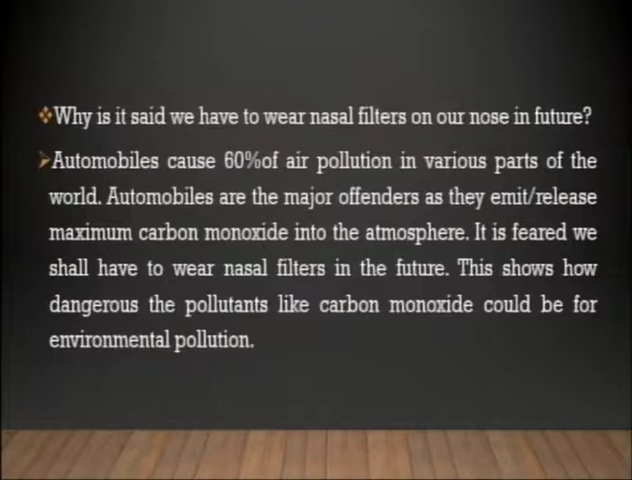 ❖Why is it said we have to wear nasal filters on our nose in future?
➢Automobiles cause 60%of air pollution in various parts of the
world. Automobiles are the major offenders as they emit/release
maximum carbon monoxide into the atmosphere. It is feared we
shall have to wear nasal filters in the future. This shows how
dangerous the pollutants like carbon monoxide could be for
environmental pollution.